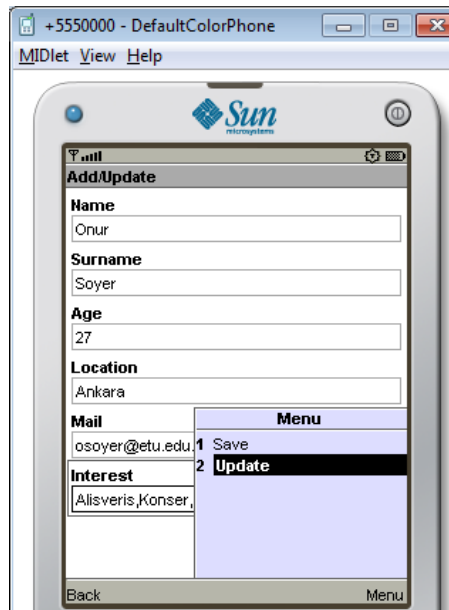 +5550000 - DefaultColorPhone
MIDlet View Help
Sun
microsystems
Add/Update
Name
Onur
Surname
Soyer
Age
27
Location
Ankara
Mail
osoyer@etu.edu.
Interest
Alisveris,Konser,
Menu
1 Save
2 Update
Back Menu